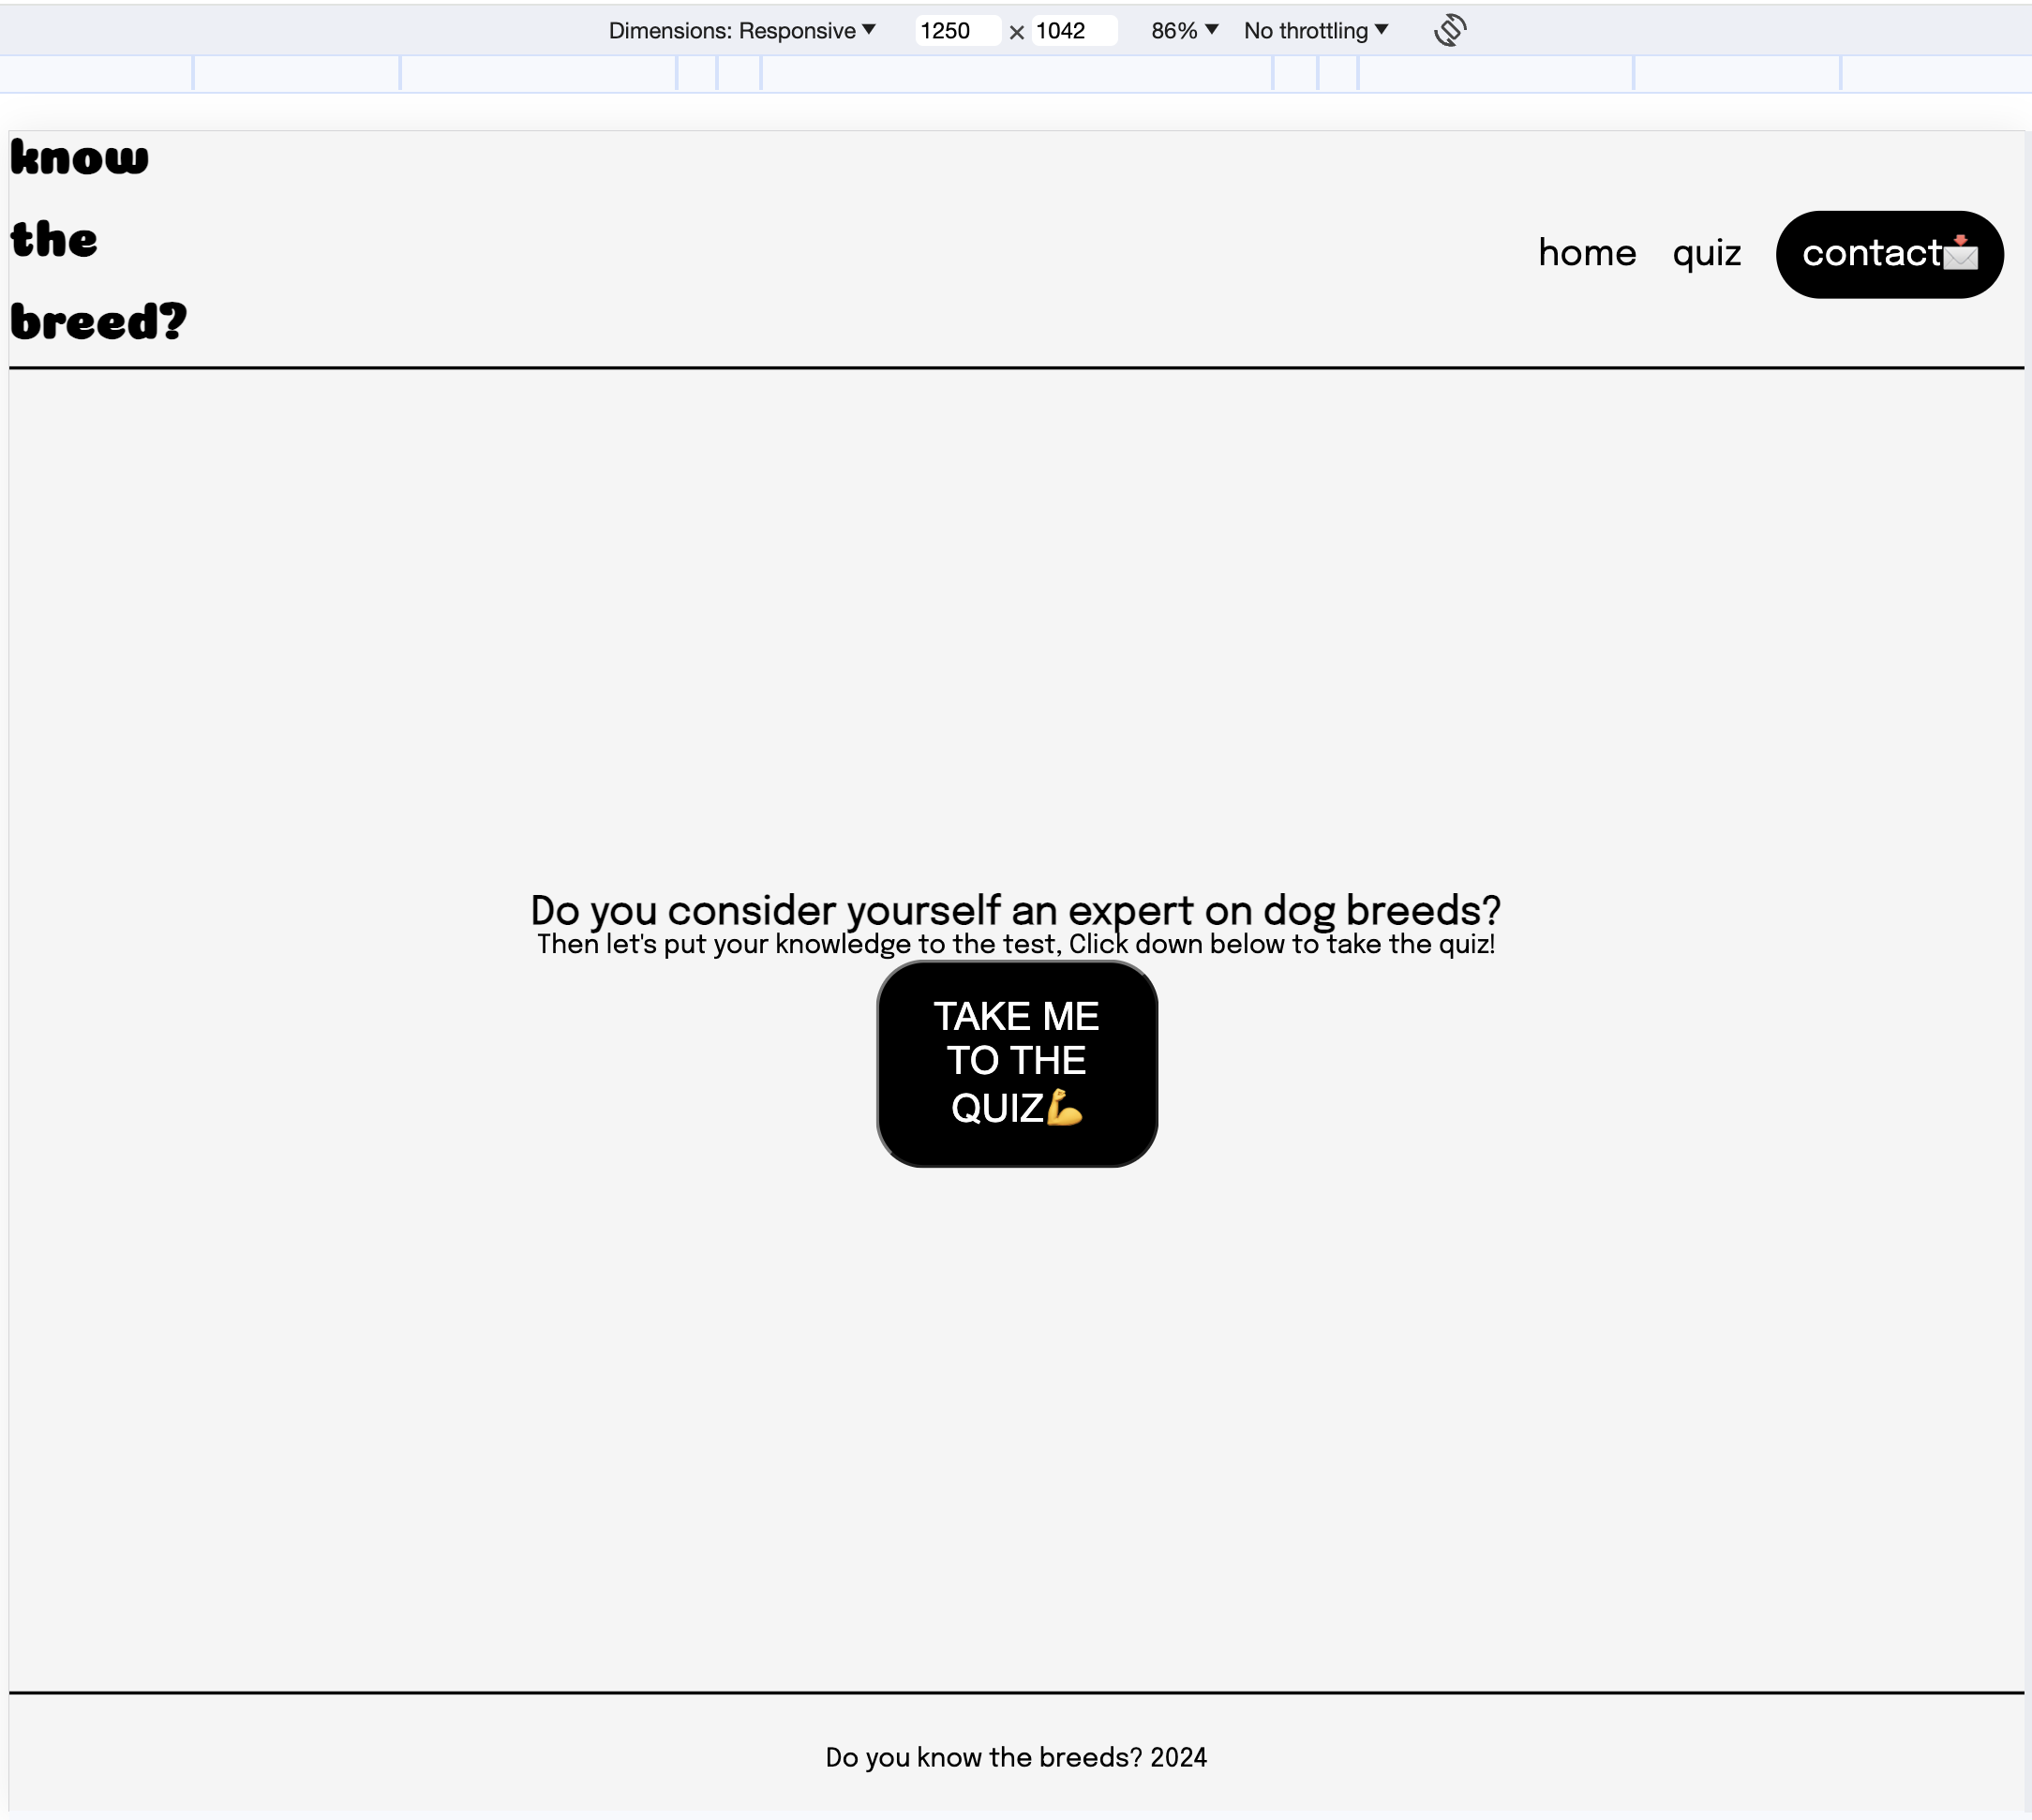 Dimensions: Responsive 1250 × 1042 86% No throttling
know
the
breed?
home quiz contact
Do you consider yourself an expert on dog breeds?
Then let's put your knowledge to the test, Click down below to take the quiz!
TAKE ME
TO THE
QUIZ💪
Do you know the breeds? 2024